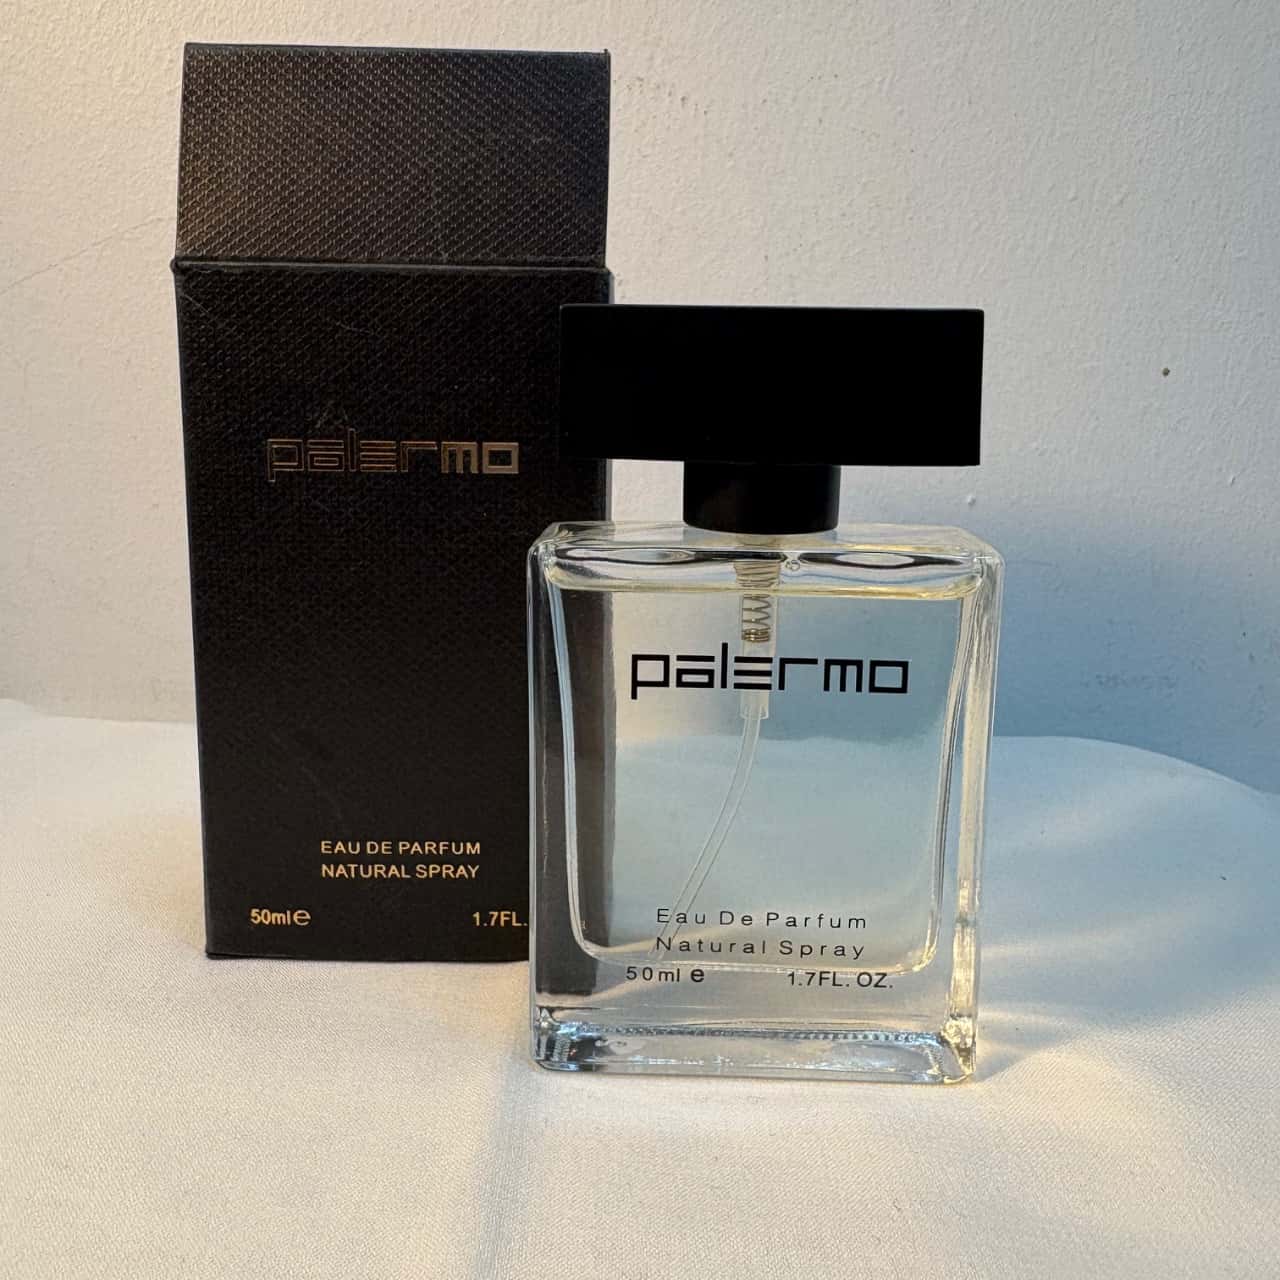 palermo
EAU DE PARFUM
NATURAL SPRAY
50ml e
1.7FL.
palermo
Eau De Parfum
Natural Spray
50ml e
1.7FL. OZ.